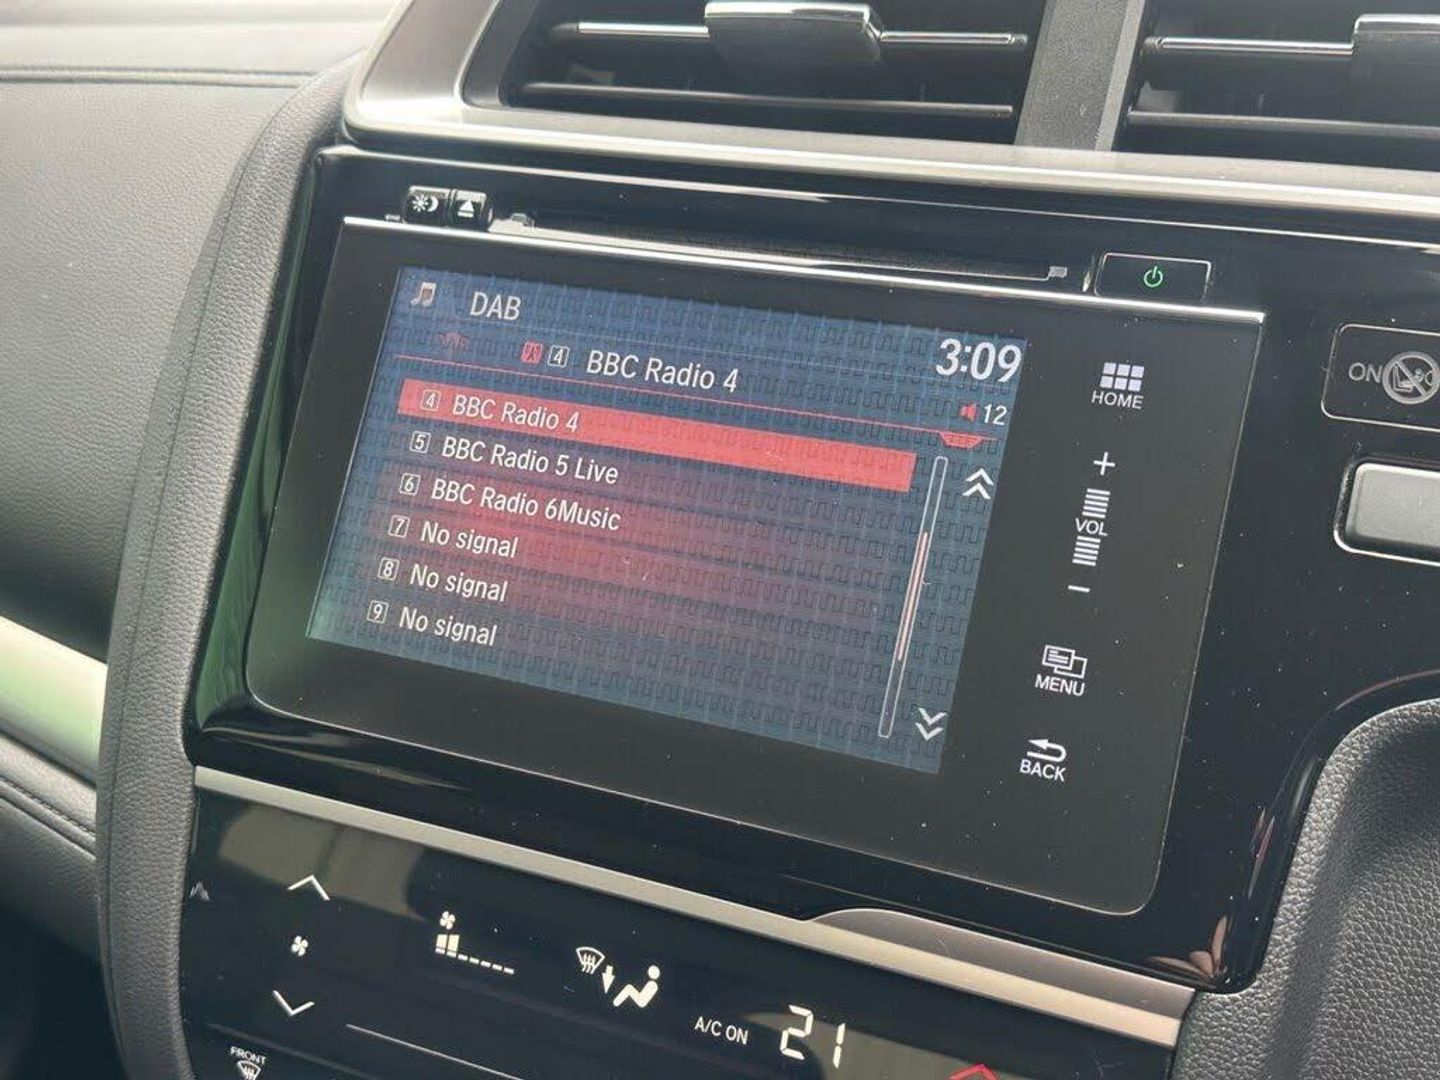 DAB
3:09
4 BBC Radio 4
12
4 BBC Radio 4
5 BBC Radio 5 Live
6 BBC Radio 6Music
7 No signal
8 No signal
9 No signal
HOME
+
VOL
−
MENU
BACK
ON
A/C ON
21
FRONT